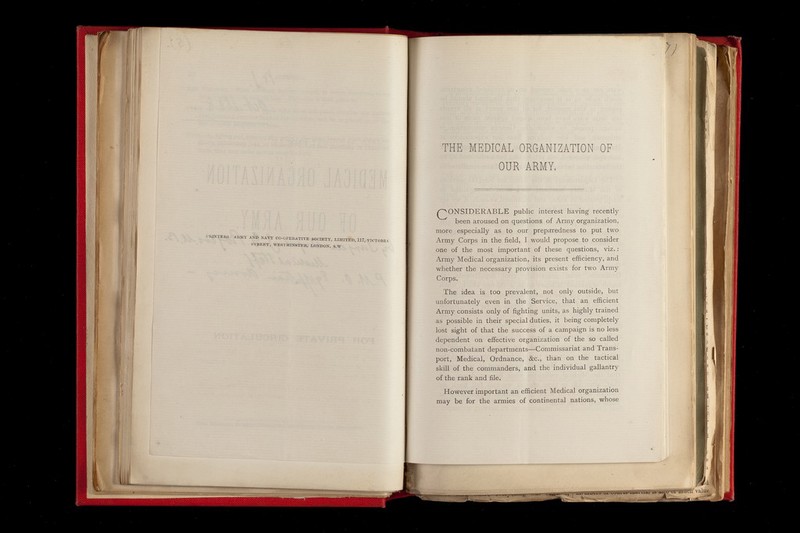 PRINTERS: ARMY AND NAVY CO-OPERATIVE SOCIETY, LIMITED, 117, VICTORIA
STREET, WESTMINSTER, LONDON, S.W.
THE MEDICAL ORGANIZATION OF
OUR ARMY.
CONSIDERABLE public interest having recently
been aroused on questions of Army organization,
more especially as to our preparedness to put two
Army Corps in the field, I would propose to consider
one of the most important of these questions, viz.:
Army Medical organization, its present efficiency, and
whether the necessary provision exists for two Army
Corps.
The idea is too prevalent, not only outside, but
unfortunately even in the Service, that an efficient
Army consists only of fighting units, as highly trained
as possible in their special duties, it being completely
lost sight of that the success of a campaign is no less
dependent on effective organization of the so called
non-combatant departments—Commissariat and Trans-
port, Medical, Ordnance, &c., than on the tactical
skill of the commanders, and the individual gallantry
of the rank and file.
However important an efficient Medical organization
may be for the armies of continental nations, whose